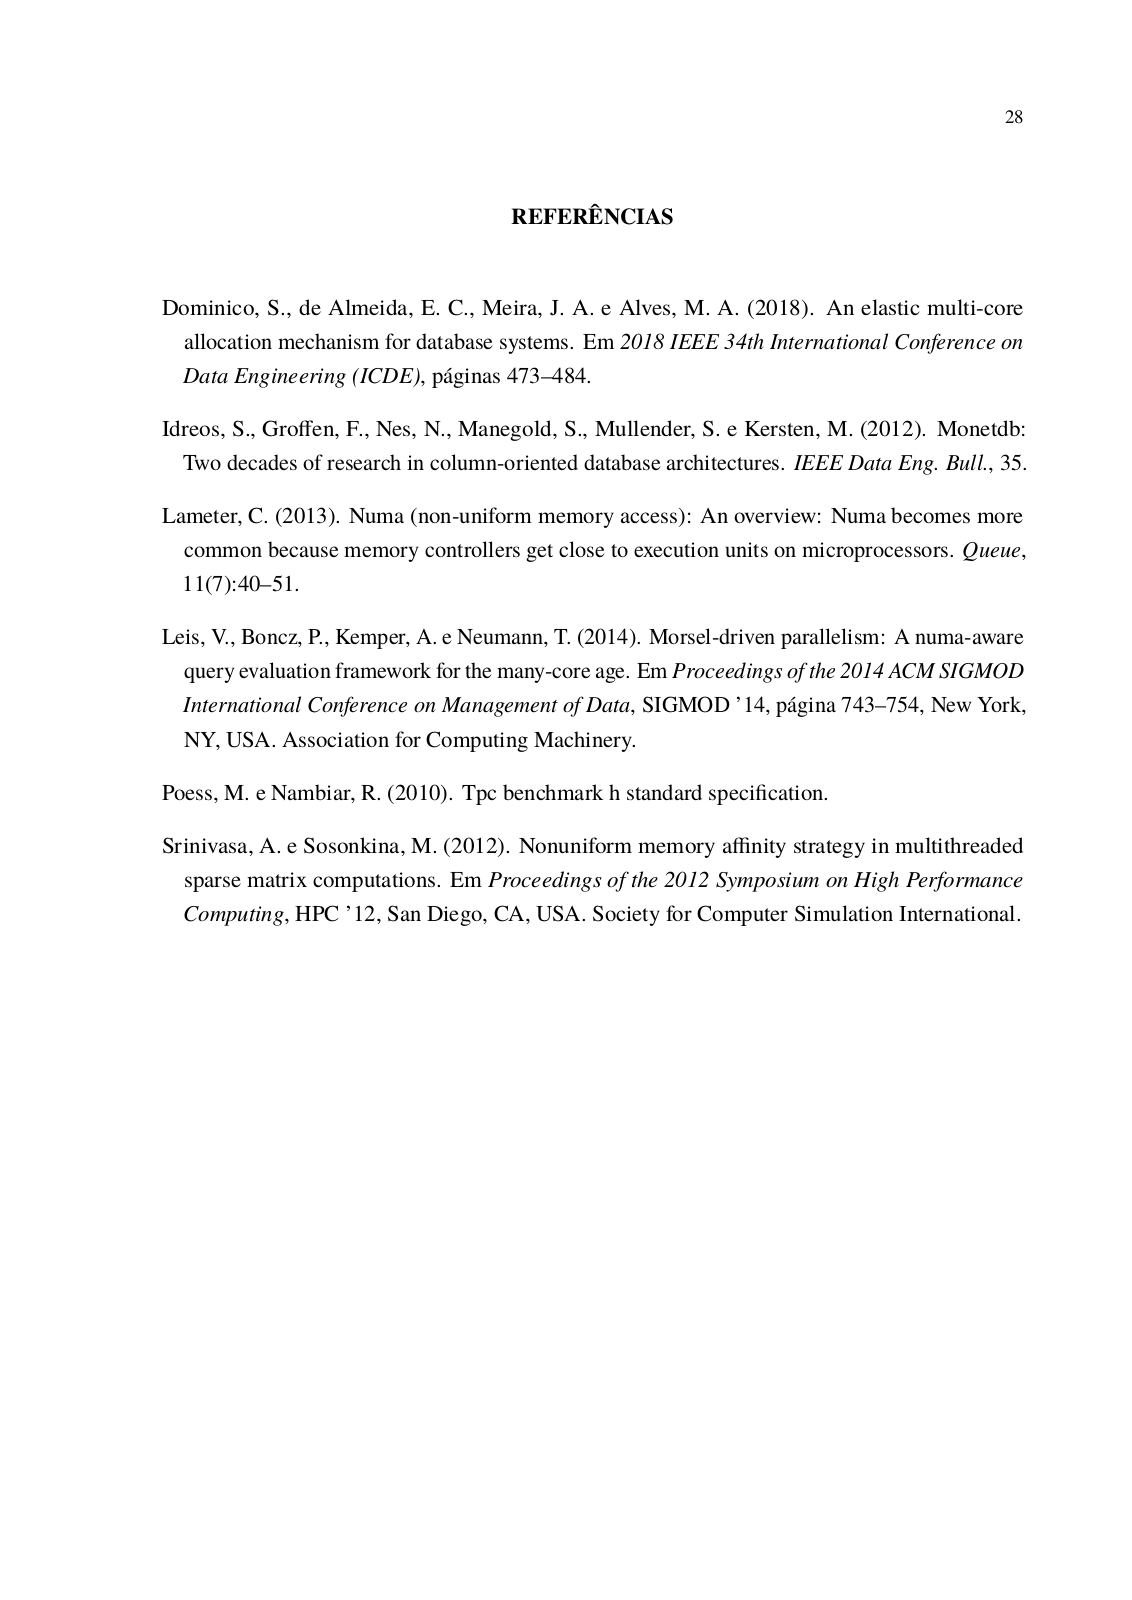 28
REFERÊNCIAS
Dominico, S., de Almeida, E. C., Meira, J. A. e Alves, M. A. (2018). An elastic multi-core
allocation mechanism for database systems. Em 2018 IEEE 34th International Conference on
Data Engineering (ICDE), páginas 473–484.
Idreos, S., Groffen, F., Nes, N., Manegold, S., Mullender, S. e Kersten, M. (2012). Monetdb:
Two decades of research in column-oriented database architectures. IEEE Data Eng. Bull., 35.
Lameter, C. (2013). Numa (non-uniform memory access): An overview: Numa becomes more
common because memory controllers get close to execution units on microprocessors. Queue,
11(7):40–51.
Leis, V., Boncz, P., Kemper, A. e Neumann, T. (2014). Morsel-driven parallelism: A numa-aware
query evaluation framework for the many-core age. Em Proceedings of the 2014 ACM SIGMOD
International Conference on Management of Data, SIGMOD ’14, página 743–754, New York,
NY, USA. Association for Computing Machinery.
Poess, M. e Nambiar, R. (2010). Tpc benchmark h standard specification.
Srinivasa, A. e Sosonkina, M. (2012). Nonuniform memory affinity strategy in multithreaded
sparse matrix computations. Em Proceedings of the 2012 Symposium on High Performance
Computing, HPC ’12, San Diego, CA, USA. Society for Computer Simulation International.